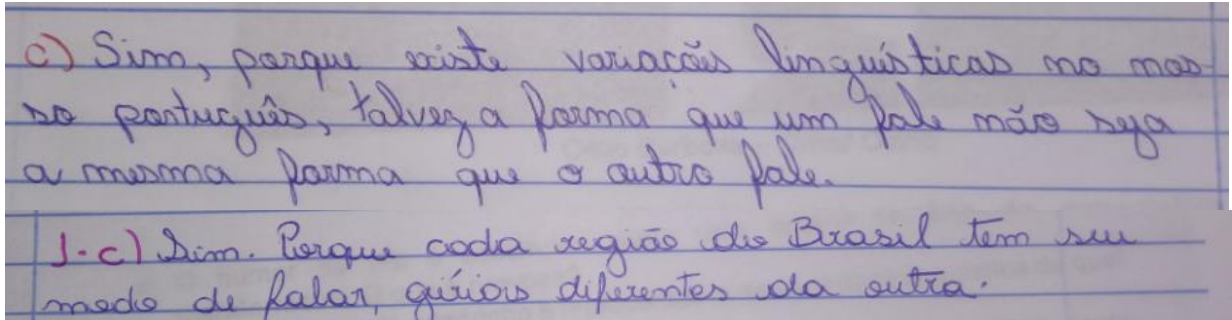 c) Sim, porque existe variações linguísticas no nos-
so português, talvez a forma que um fale não seja
a mesma forma que o outro fale.
1-c) Sim. Porque cada região do Brasil tem seu
modo de falar, gírias diferentes da outra.